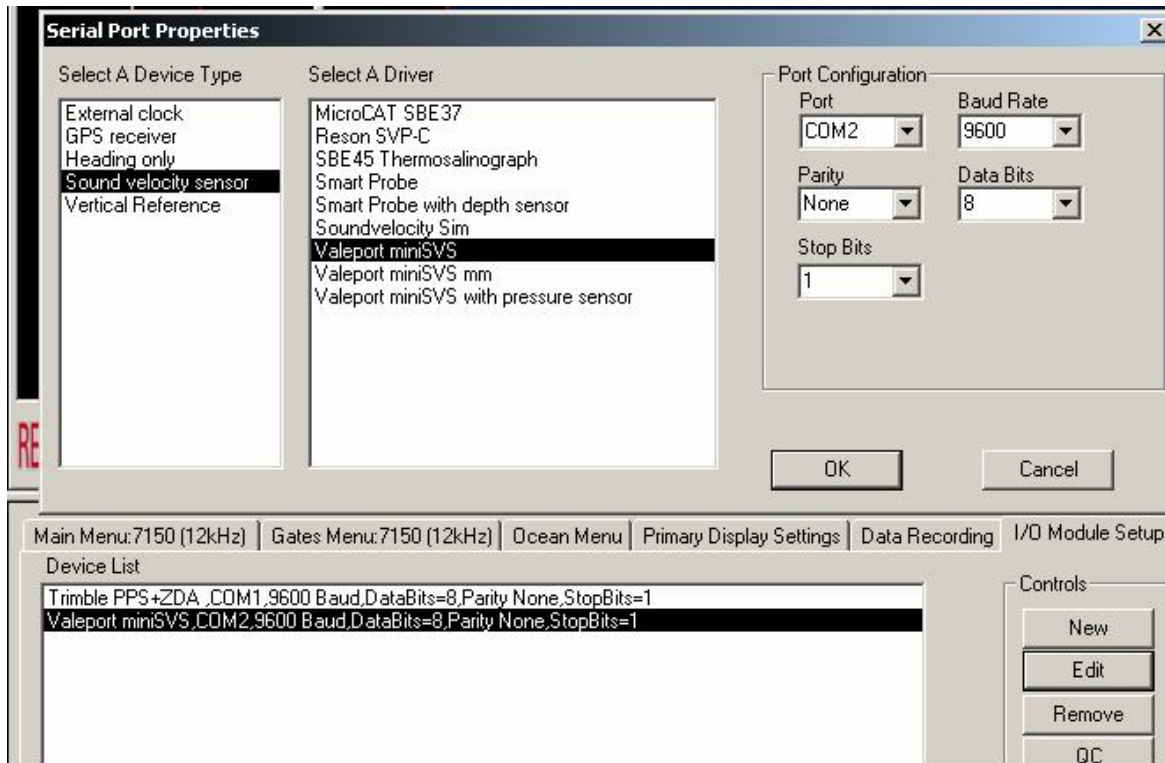 Serial Port Properties
Select A Device Type
External clock
GPS receiver
Heading only
Sound velocity sensor
Vertical Reference
Select A Driver
MicroCAT SBE37
Reson SVP-C
SBE45 Thermosalinograph
Smart Probe
Smart Probe with depth sensor
Soundvelocity Sim
Valeport miniSVS
Valeport miniSVS mm
Valeport miniSVS with pressure sensor
Port Configuration
Port
COM2
Baud Rate
9600
Parity
None
Data Bits
8
Stop Bits
1
OK
Cancel
RE
Main Menu:7150 (12kHz)
Gates Menu:7150 (12kHz)
Ocean Menu
Primary Display Settings
Data Recording
I/O Module Setup
Device List
Trimble PPS+ZDA ,COM1,9600 Baud,DataBits=8,Parity None,StopBits=1
Valeport miniSVS,COM2,9600 Baud,DataBits=8,Parity None,StopBits=1
Controls
New
Edit
Remove
QC